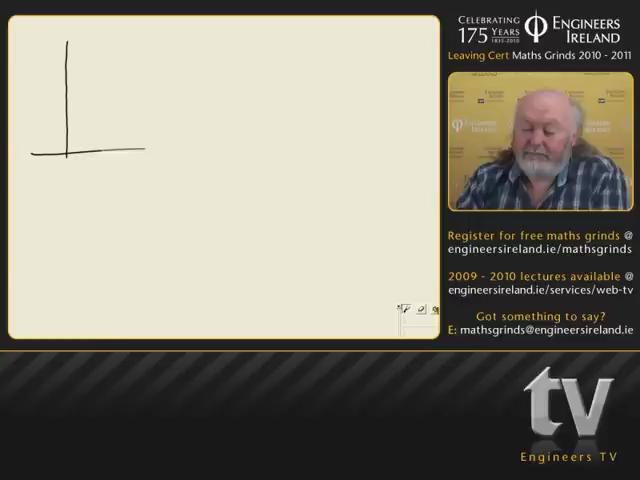 CELEBRATING
175 YEARS
1835-2010
ENGINEERS
IRELAND
Leaving Cert Maths Grinds 2010 - 2011
Register for free maths grinds @
engineersireland.ie/mathsgrinds
2009 - 2010 lectures available @
engineersireland.ie/services/web-tv
Got something to say?
E: mathsgrinds@engineersireland.ie
tv
Engineers TV